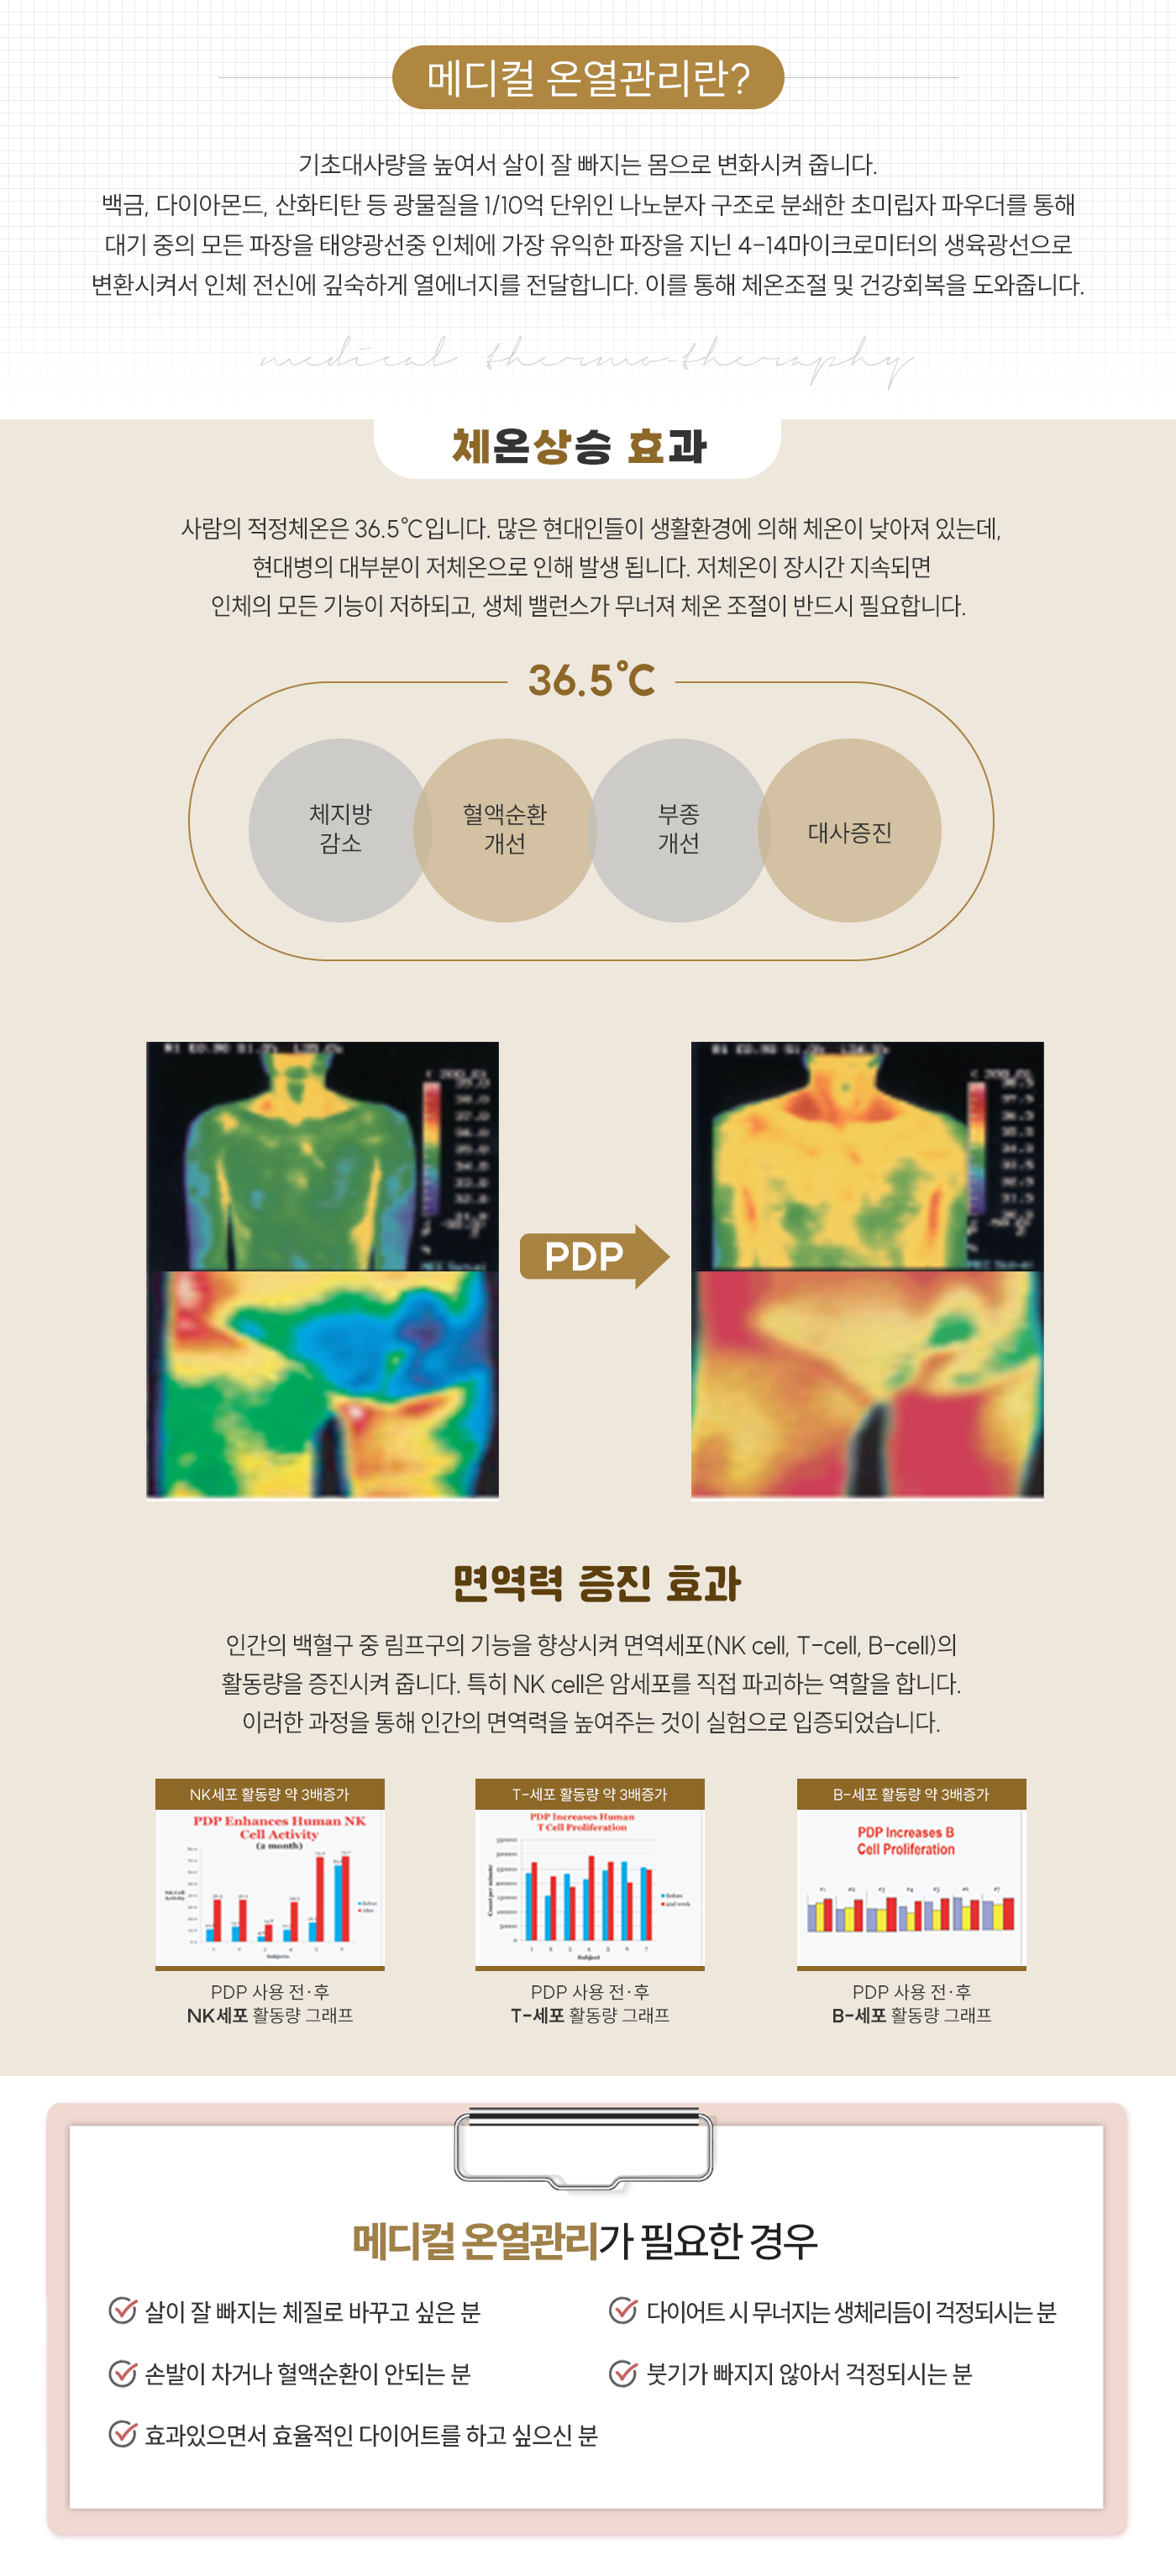 메디컬 온열관리란?
기초대사량을 높여서 살이 잘 빠지는 몸으로 변화시켜 줍니다.
백금, 다이아몬드, 산화티탄 등 광물질을 1/10억 단위인 나노분자 구조로 분쇄한 초미립자 파우더를 통해
대기 중의 모든 파장을 태양광선중 인체에 가장 유익한 파장을 지닌 4-14마이크로미터의 생육광선으로
변환시켜서 인체 전신에 깊숙하게 열에너지를 전달합니다. 이를 통해 체온조절 및 건강회복을 도와줍니다.
medical thermo-theraphy
체온상승 효과
사람의 적정체온은 36.5℃입니다. 많은 현대인들이 생활환경에 의해 체온이 낮아져 있는데,
현대병의 대부분이 저체온으로 인해 발생 됩니다. 저체온이 장시간 지속되면
인체의 모든 기능이 저하되고, 생체 밸런스가 무너져 체온 조절이 반드시 필요합니다.
36.5℃
체지방
감소
혈액순환
개선
부종
개선
대사증진
PDP
면역력 증진 효과
인간의 백혈구 중 림프구의 기능을 향상시켜 면역세포(NK cell, T-cell, B-cell)의
활동량을 증진시켜 줍니다. 특히 NK cell은 암세포를 직접 파괴하는 역할을 합니다.
이러한 과정을 통해 인간의 면역력을 높여주는 것이 실험으로 입증되었습니다.
NK세포 활동량 약 3배증가
PDP Enhances Human NK
Cell Activity
(2 month)
NK Cell
Activity
Before
After
Subjects
PDP 사용 전·후
NK세포 활동량 그래프
T-세포 활동량 약 3배증가
PDP Increases Human
T Cell Proliferation
Count per minute
Before
2nd week
1 2 3 4 5 6 7
Subject
PDP 사용 전·후
T-세포 활동량 그래프
B-세포 활동량 약 3배증가
PDP Increases B
Cell Proliferation
#1 #2 #3 #4 #5 #6 #7
PDP 사용 전·후
B-세포 활동량 그래프
메디컬 온열관리가 필요한 경우
살이 잘 빠지는 체질로 바꾸고 싶은 분
다이어트 시 무너지는 생체리듬이 걱정되시는 분
손발이 차거나 혈액순환이 안되는 분
붓기가 빠지지 않아서 걱정되시는 분
효과있으면서 효율적인 다이어트를 하고 싶으신 분